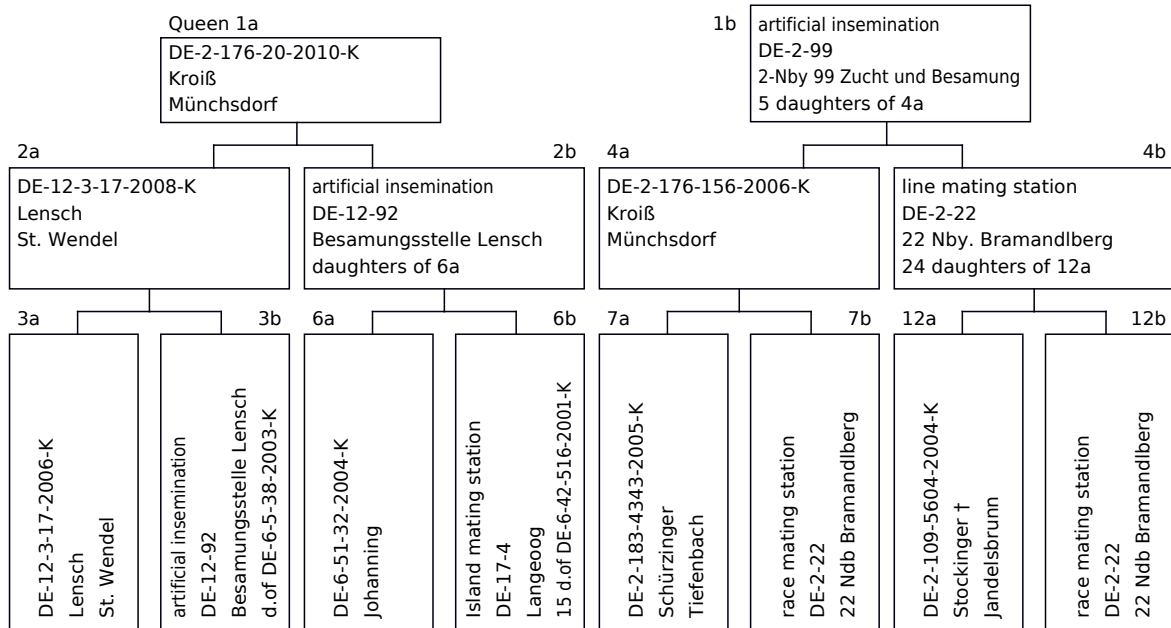 Queen 1a
DE-2-176-20-2010-K
Kroiß
Münchsdorf
1b
artificial insemination
DE-2-99
2-Nby 99 Zucht und Besamung
5 daughters of 4a
2a
DE-12-3-17-2008-K
Lensch
St. Wendel
2b
artificial insemination
DE-12-92
Besamungsstelle Lensch
daughters of 6a
4a
DE-2-176-156-2006-K
Kroiß
Münchsdorf
4b
line mating station
DE-2-22
22 Nby. Bramandlberg
24 daughters of 12a
3a
DE-12-3-17-2006-K
Lensch
St. Wendel
3b
artificial insemination
DE-12-92
Besamungsstelle Lensch
d.of DE-6-5-38-2003-K
6a
DE-6-51-32-2004-K
Johanning
6b
Island mating station
DE-17-4
Langeoog
15 d.of DE-6-42-516-2001-K
7a
DE-2-183-4343-2005-K
Schürzinger
Tiefenbach
7b
race mating station
DE-2-22
22 Ndb Bramandlberg
12a
DE-2-109-5604-2004-K
Stockinger †
Jandelsbrunn
12b
race mating station
DE-2-22
22 Ndb Bramandlberg